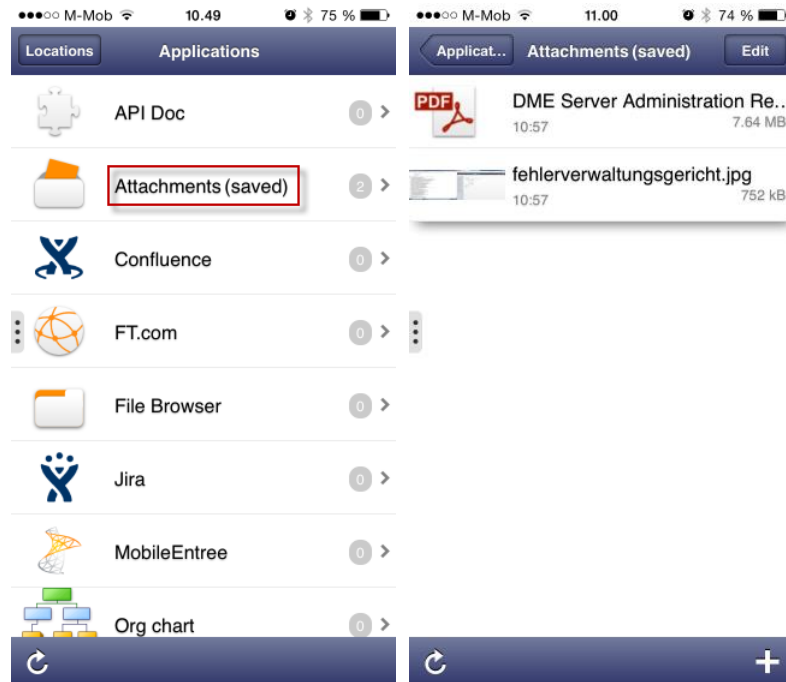 M-Mob 10.49 75 %
Locations Applications
API Doc 0
Attachments (saved) 2
Confluence 0
FT.com 0
File Browser 0
Jira 0
MobileEntree 0
Org chart 0
M-Mob 11.00 74 %
Applicat... Attachments (saved) Edit
PDF
DME Server Administration Re..
10:57 7.64 MB
fehlerverwaltungsgericht.jpg
10:57 752 kB